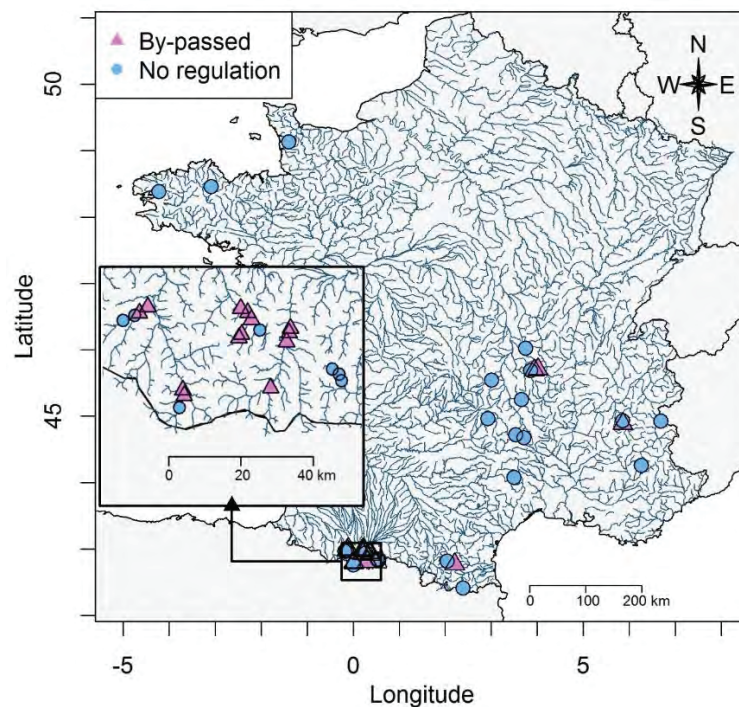 By-passed
No regulation
N
W E
S
50
Latitude
45
0 20 40 km
0 100 200 km
-5 0 5
Longitude